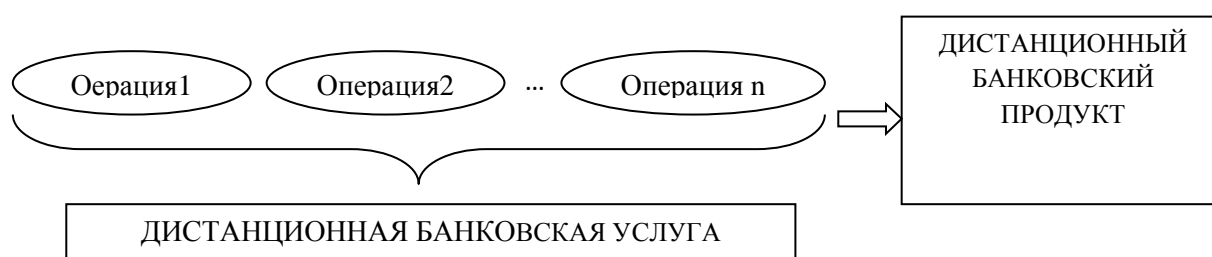 Оерация1
Операция2
...
Операция n
ДИСТАНЦИОННЫЙ
БАНКОВСКИЙ
ПРОДУКТ
ДИСТАНЦИОННАЯ БАНКОВСКАЯ УСЛУГА